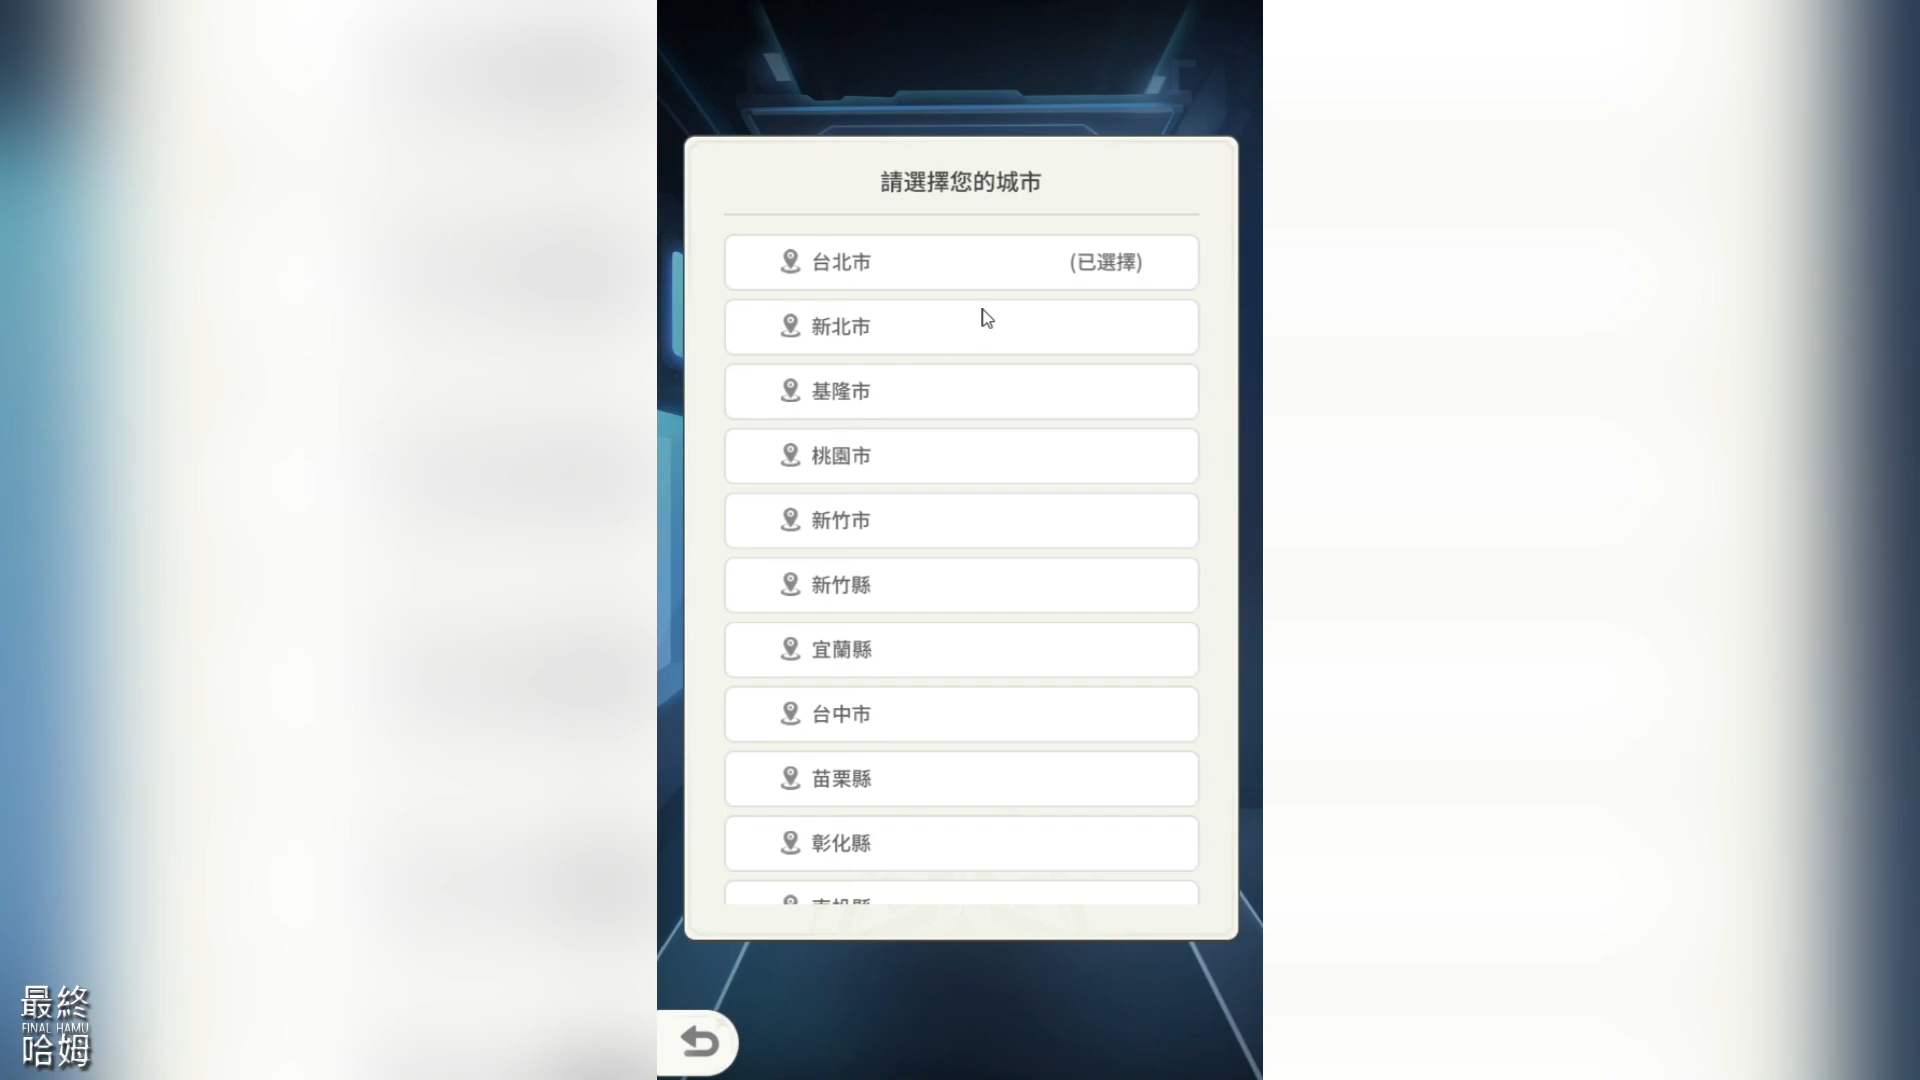 請選擇您的城市
台北市 (已選擇)
新北市
基隆市
桃園市
新竹市
新竹縣
宜蘭縣
台中市
苗栗縣
彰化縣
最終
FINAL HAMU
哈姆